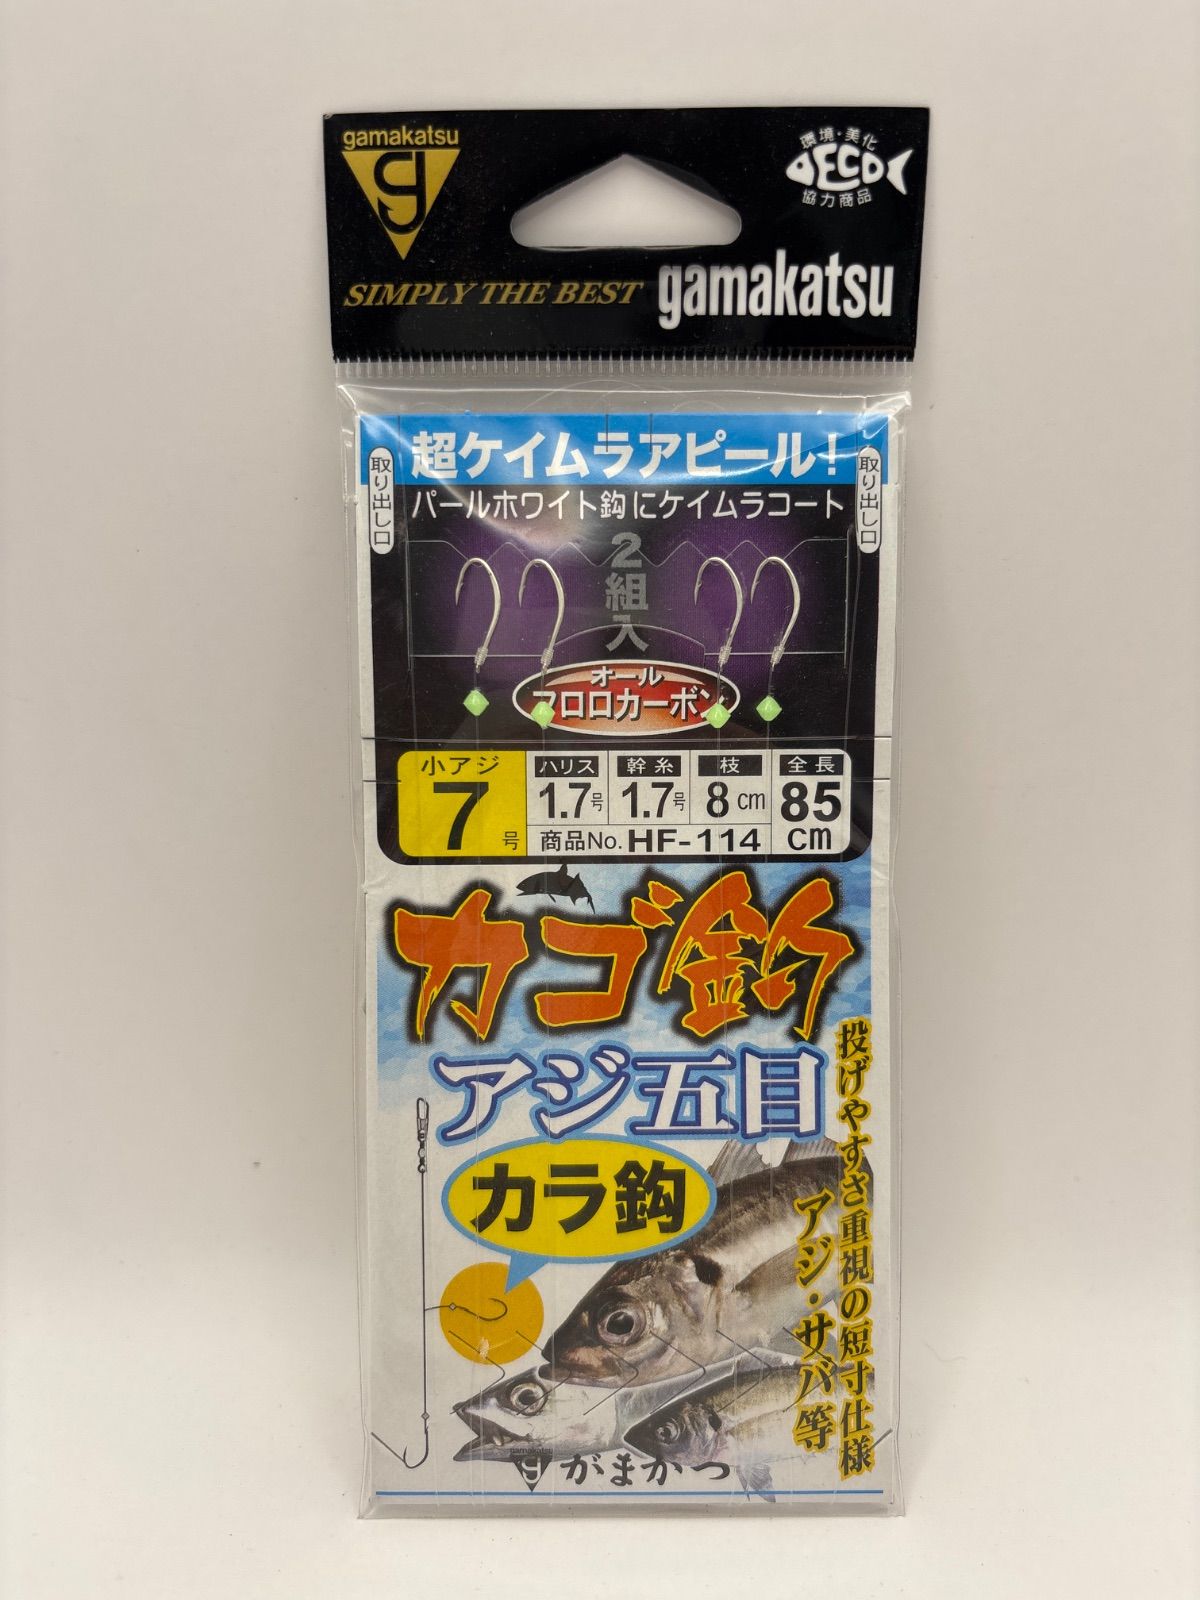 gamakatsu
環境・美化
ECO
協力商品
SIMPLY THE BEST
gamakatsu
超ケイムラアピール!
パールホワイト鈎にケイムラコート
取り出し口
取り出し口
2組入
オール
フロロカーボン
小アジ
7号
ハリス
1.7号
幹糸
1.7号
枝
8cm
全長
85cm
商品No. HF-114
カゴ釣
アジ五目
カラ鈎
投げやすさ重視の短寸仕様
アジ・サバ等
gamakatsu
がまかつ